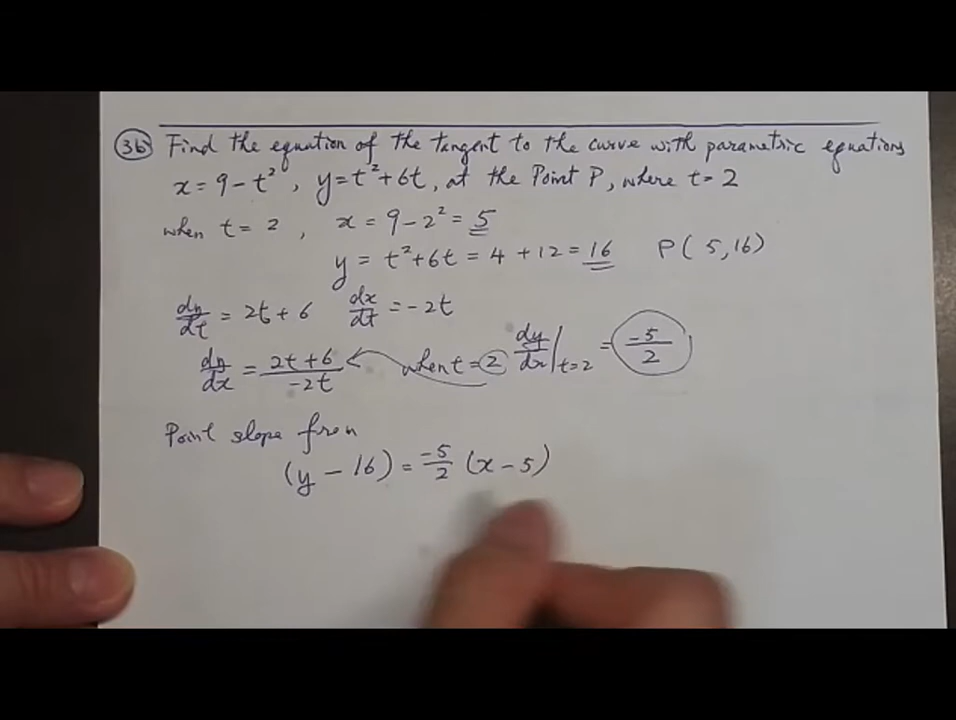 (36) Find the equation of the tangent to the curve with parametric equations
x = 9 - t², y = t² + 6t, at the Point P, where t = 2
when t = 2, x = 9 - 2² = 5
y = t² + 6t = 4 + 12 = 16 P(5, 16)
dy/dt = 2t + 6 dx/dt = -2t
dy/dx = (2t + 6)/(-2t) when t = 2 dy/dx|t=2 = -5/2
Point slope from
(y - 16) = -5/2 (x - 5)